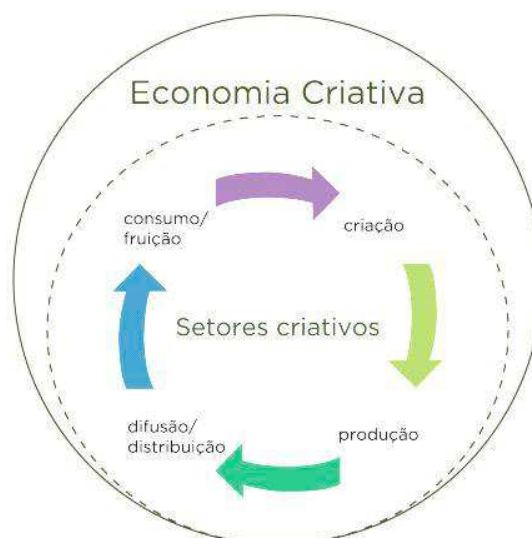 Economia Criativa
consumo/
fruição
criação
Setores criativos
difusão/
distribuição
produção